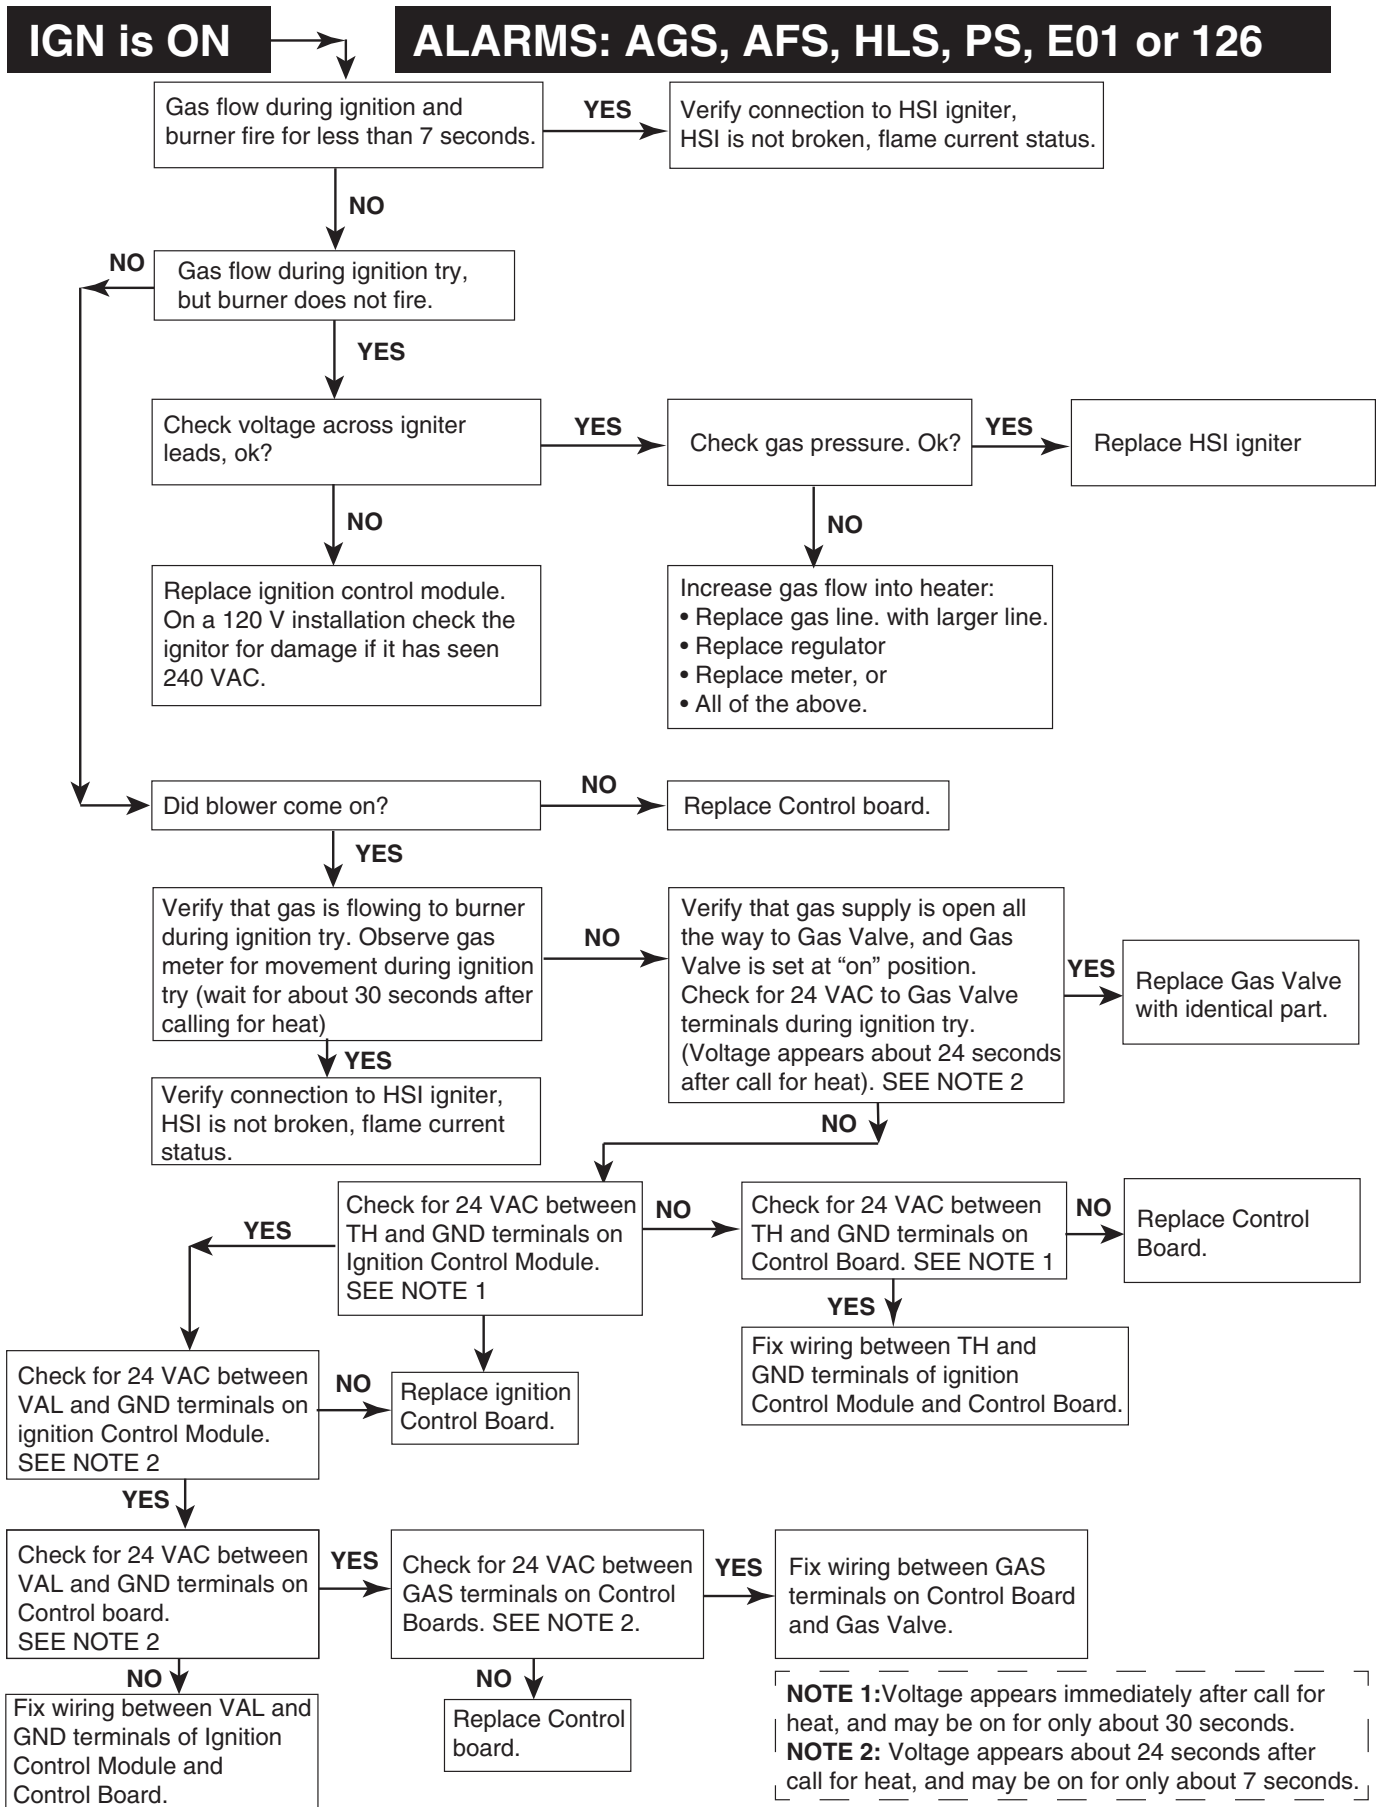 IGN is ON
ALARMS: AGS, AFS, HLS, PS, E01 or 126
Gas flow during ignition and
burner fire for less than 7 seconds.
YES
Verify connection to HSI igniter,
HSI is not broken, flame current status.
NO
NO
Gas flow during ignition try,
but burner does not fire.
YES
Check voltage across igniter
leads, ok?
YES
Check gas pressure. Ok?
YES
Replace HSI igniter
NO
NO
Replace ignition control module.
On a 120 V installation check the
ignitor for damage if it has seen
240 VAC.
Increase gas flow into heater:
• Replace gas line. with larger line.
• Replace regulator
• Replace meter, or
• All of the above.
Did blower come on?
NO
Replace Control board.
YES
Verify that gas is flowing to burner
during ignition try. Observe gas
meter for movement during ignition
try (wait for about 30 seconds after
calling for heat)
NO
Verify that gas supply is open all
the way to Gas Valve, and Gas
Valve is set at “on” position.
Check for 24 VAC to Gas Valve
terminals during ignition try.
(Voltage appears about 24 seconds
after call for heat). SEE NOTE 2
YES
Replace Gas Valve
with identical part.
YES
Verify connection to HSI igniter,
HSI is not broken, flame current
status.
NO
Check for 24 VAC between
TH and GND terminals on
Ignition Control Module.
SEE NOTE 1
NO
Check for 24 VAC between
TH and GND terminals on
Control Board. SEE NOTE 1
NO
Replace Control
Board.
YES
YES
Fix wiring between TH and
GND terminals of ignition
Control Module and Control Board.
Check for 24 VAC between
VAL and GND terminals on
ignition Control Module.
SEE NOTE 2
NO
Replace ignition
Control Board.
YES
Check for 24 VAC between
VAL and GND terminals on
Control board.
SEE NOTE 2
YES
Check for 24 VAC between
GAS terminals on Control
Boards. SEE NOTE 2.
YES
Fix wiring between GAS
terminals on Control Board
and Gas Valve.
NO
Fix wiring between VAL and
GND terminals of Ignition
Control Module and
Control Board.
NO
Replace Control
board.
NOTE 1:Voltage appears immediately after call for
heat, and may be on for only about 30 seconds.
NOTE 2: Voltage appears about 24 seconds after
call for heat, and may be on for only about 7 seconds.